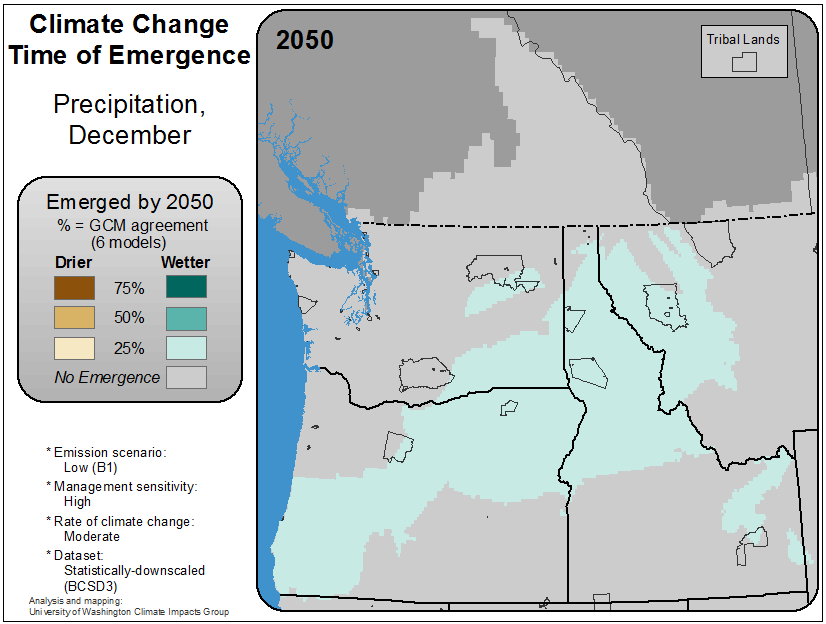 Climate Change
Time of Emergence
Precipitation,
December
Emerged by 2050
% = GCM agreement
(6 models)
Drier Wetter
75%
50%
25%
No Emergence
* Emission scenario:
Low (B1)
* Management sensitivity:
High
* Rate of climate change:
Moderate
* Dataset:
Statistically-downscaled
(BCSD3)
Analysis and mapping:
University of Washington Climate Impacts Group
2050
Tribal Lands